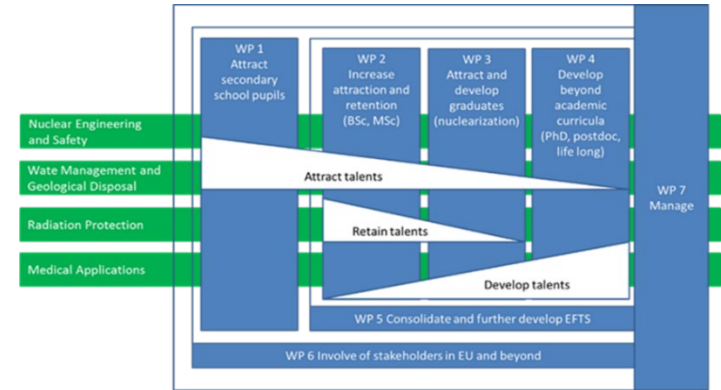 WP 1
Attract
secondary
school pupils
WP 2
Increase
attraction and
retention
(BSc, MSc)
WP 3
Attract and
develop
graduates
(nuclearization)
WP 4
Develop
beyond
academic
curricula
(PhD, postdoc,
life long)
WP 7
Manage
Nuclear Engineering
and Safety
Wate Management and
Geological Disposal
Radiation Protection
Medical Applications
Attract talents
Retain talents
Develop talents
WP 5 Consolidate and further develop EFTS
WP 6 Involve of stakeholders in EU and beyond